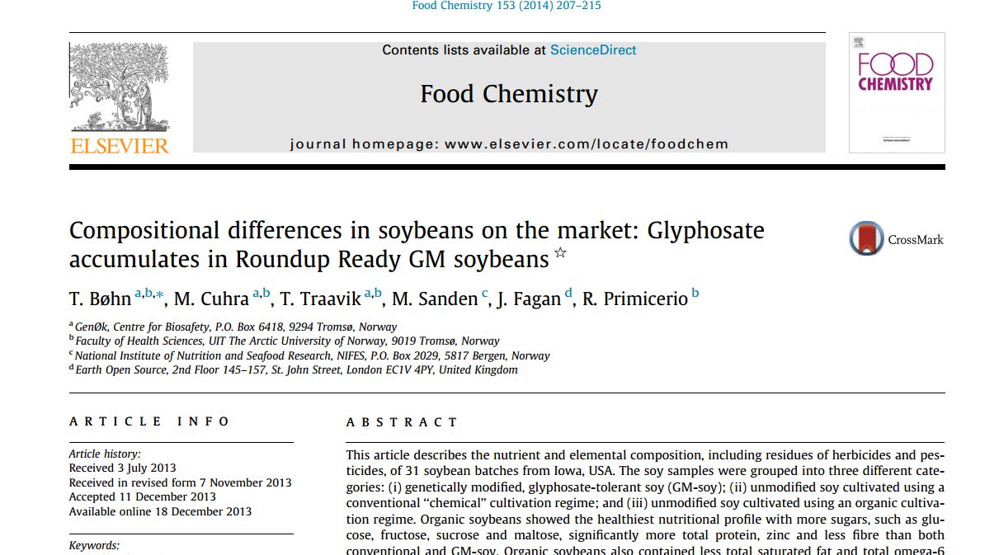 Food Chemistry 153 (2014) 207–215
Contents lists available at ScienceDirect
Food Chemistry
journal homepage: www.elsevier.com/locate/foodchem
ELSEVIER
FOOD
CHEMISTRY
Compositional differences in soybeans on the market: Glyphosate
accumulates in Roundup Ready GM soybeans ☆
CrossMark
T. Bøhn a,b,*, M. Cuhra a,b, T. Traavik a,b, M. Sanden c, J. Fagan d, R. Primicerio b
a GenØk, Centre for Biosafety, P.O. Box 6418, 9294 Tromsø, Norway
b Faculty of Health Sciences, UIT The Arctic University of Norway, 9019 Tromsø, Norway
c National Institute of Nutrition and Seafood Research, NIFES, P.O. Box 2029, 5817 Bergen, Norway
d Earth Open Source, 2nd Floor 145–157, St. John Street, London EC1V 4PY, United Kingdom
ARTICLE INFO
Article history:
Received 3 July 2013
Received in revised form 7 November 2013
Accepted 11 December 2013
Available online 18 December 2013
Keywords:
ABSTRACT
This article describes the nutrient and elemental composition, including residues of herbicides and pes-
ticides, of 31 soybean batches from Iowa, USA. The soy samples were grouped into three different cate-
gories: (i) genetically modified, glyphosate-tolerant soy (GM-soy); (ii) unmodified soy cultivated using a
conventional “chemical” cultivation regime; and (iii) unmodified soy cultivated using an organic cultiva-
tion regime. Organic soybeans showed the healthiest nutritional profile with more sugars, such as glu-
cose, fructose, sucrose and maltose, significantly more total protein, zinc and less fibre than both
conventional and GM-soy. Organic soybeans also contained less total saturated fat and total omega-6